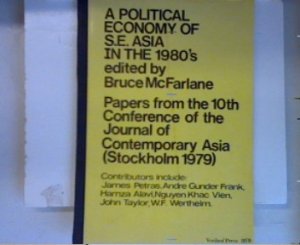 A POLITICAL
ECONOMY OF
S.E. ASIA
IN THE 1980's
edited by
Bruce McFarlane
Papers from the 10th
Conference of the
Journal of
Contemporary Asia
(Stockholm 1979)
Contributors include:
James Petras, Andre Gunder Frank,
Hamza Alavi, Nguyen Khac Vien,
John Taylor, W.F. Wertheim.
Press